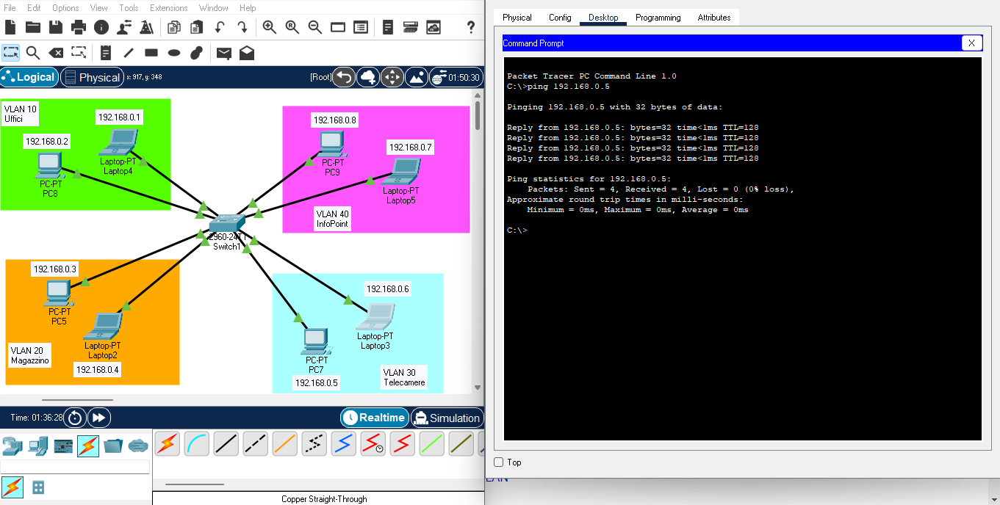 File Edit Options View Tools Extensions Window Help
?
Logical Physical x: 917, y: 348 [Root] 01:50:30
VLAN 10
Uffici
192.168.0.1
192.168.0.2
Laptop-PT
Laptop4
PC-PT
PC8
192.168.0.8
192.168.0.7
PC-PT
PC9
Laptop-PT
Laptop5
VLAN 40
InfoPoint
2960-24TT
Switch1
192.168.0.3
PC-PT
PC5
Laptop-PT
Laptop2
VLAN 20
Magazzino
192.168.0.4
192.168.0.6
Laptop-PT
Laptop3
PC-PT
PC7
192.168.0.5
VLAN 30
Telecamere
Time: 01:36:28 Realtime Simulation
Copper Straight-Through
Physical Config Desktop Programming Attributes
Command Prompt X
Packet Tracer PC Command Line 1.0
C:\>ping 192.168.0.5
Pinging 192.168.0.5 with 32 bytes of data:
Reply from 192.168.0.5: bytes=32 time<1ms TTL=128
Reply from 192.168.0.5: bytes=32 time<1ms TTL=128
Reply from 192.168.0.5: bytes=32 time<1ms TTL=128
Reply from 192.168.0.5: bytes=32 time<1ms TTL=128
Ping statistics for 192.168.0.5:
Packets: Sent = 4, Received = 4, Lost = 0 (0% loss),
Approximate round trip times in milli-seconds:
Minimum = 0ms, Maximum = 0ms, Average = 0ms
C:\>
Top